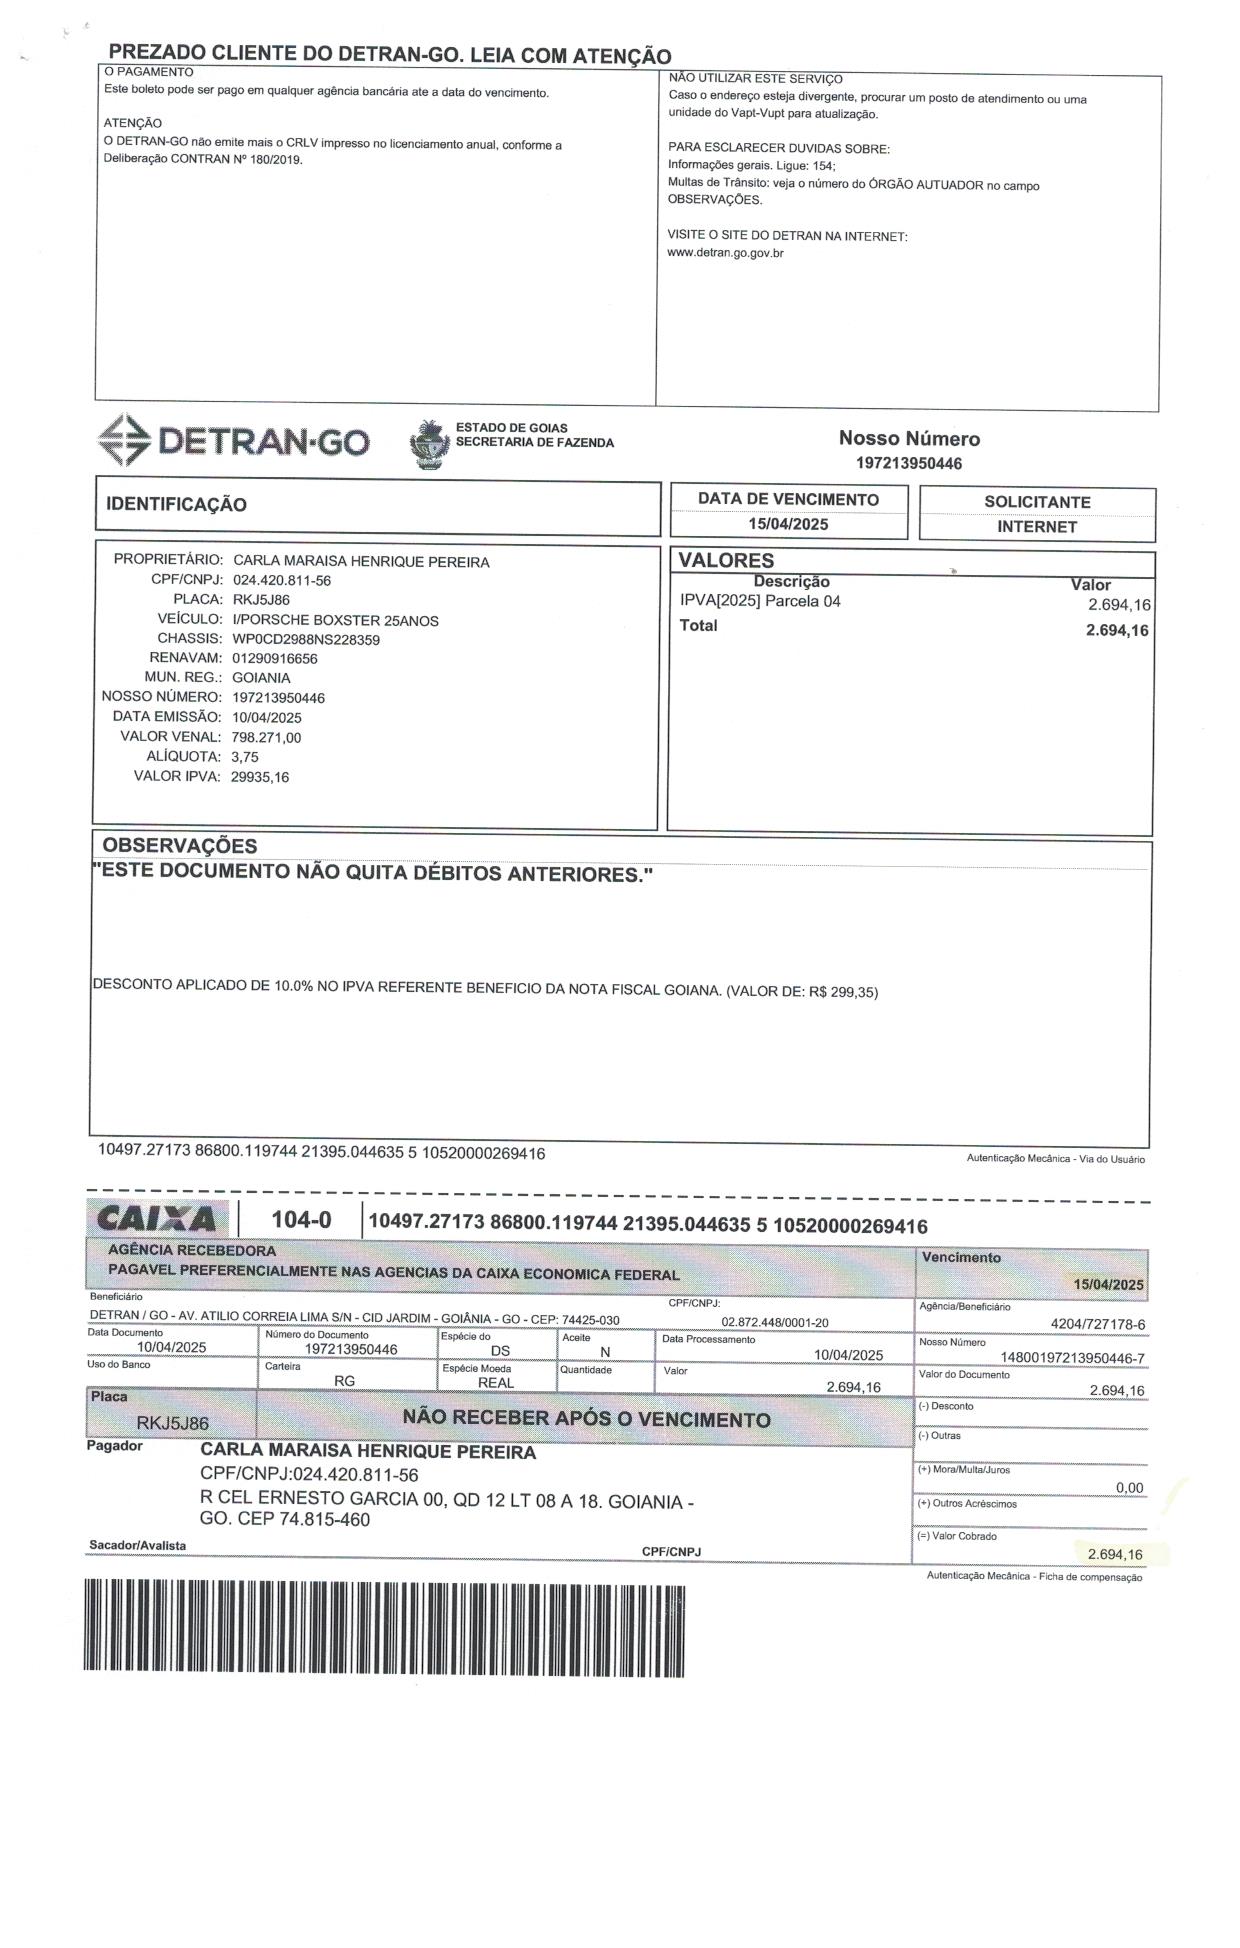 PREZADO CLIENTE DO DETRAN-GO. LEIA COM ATENÇÃO
O PAGAMENTO
Este boleto pode ser pago em qualquer agência bancária ate a data do vencimento.
ATENÇÃO
O DETRAN-GO não emite mais o CRLV impresso no licenciamento anual, conforme a
Deliberação CONTRAN Nº 180/2019.
NÃO UTILIZAR ESTE SERVIÇO
Caso o endereço esteja divergente, procurar um posto de atendimento ou uma
unidade do Vapt-Vupt para atualização.
PARA ESCLARECER DUVIDAS SOBRE:
Informações gerais. Ligue: 154;
Multas de Trânsito: veja o número do ÓRGÃO AUTUADOR no campo
OBSERVAÇÕES.
VISITE O SITE DO DETRAN NA INTERNET:
www.detran.go.gov.br
DETRAN-GO
ESTADO DE GOIAS
SECRETARIA DE FAZENDA
Nosso Número
197213950446
IDENTIFICAÇÃO
DATA DE VENCIMENTO
15/04/2025
SOLICITANTE
INTERNET
PROPRIETÁRIO: CARLA MARAISA HENRIQUE PEREIRA
CPF/CNPJ: 024.420.811-56
PLACA: RKJ5J86
VEÍCULO: I/PORSCHE BOXSTER 25ANOS
CHASSIS: WP0CD2988NS228359
RENAVAM: 01290916656
MUN. REG.: GOIANIA
NOSSO NÚMERO: 197213950446
DATA EMISSÃO: 10/04/2025
VALOR VENAL: 798.271,00
ALÍQUOTA: 3,75
VALOR IPVA: 29935,16
VALORES
Descrição Valor
IPVA[2025] Parcela 04 2.694,16
Total 2.694,16
OBSERVAÇÕES
"ESTE DOCUMENTO NÃO QUITA DÉBITOS ANTERIORES."
DESCONTO APLICADO DE 10.0% NO IPVA REFERENTE BENEFICIO DA NOTA FISCAL GOIANA. (VALOR DE: R$ 299,35)
10497.27173 86800.119744 21395.044635 5 10520000269416
Autenticação Mecânica - Via do Usuário
CAIXA 104-0 10497.27173 86800.119744 21395.044635 5 10520000269416
AGÊNCIA RECEBEDORA
PAGAVEL PREFERENCIALMENTE NAS AGENCIAS DA CAIXA ECONOMICA FEDERAL
Vencimento
15/04/2025
Beneficiário
DETRAN / GO - AV. ATILIO CORREIA LIMA S/N - CID JARDIM - GOIÂNIA - GO - CEP: 74425-030
CPF/CNPJ:
02.872.448/0001-20
Agência/Beneficiário
4204/727178-6
Data Documento
10/04/2025
Número do Documento
197213950446
Espécie do
DS
Aceite
N
Data Processamento
10/04/2025
Nosso Número
14800197213950446-7
Uso do Banco
Carteira
RG
Espécie Moeda
REAL
Quantidade
Valor
2.694,16
Valor do Documento
2.694,16
Placa
RKJ5J86
NÃO RECEBER APÓS O VENCIMENTO
(-) Desconto
(-) Outras
(+) Mora/Multa/Juros
0,00
(+) Outros Acréscimos
(=) Valor Cobrado
2.694,16
Pagador
CARLA MARAISA HENRIQUE PEREIRA
CPF/CNPJ:024.420.811-56
R CEL ERNESTO GARCIA 00, QD 12 LT 08 A 18. GOIANIA -
GO. CEP 74.815-460
Sacador/Avalista
CPF/CNPJ
Autenticação Mecânica - Ficha de compensação